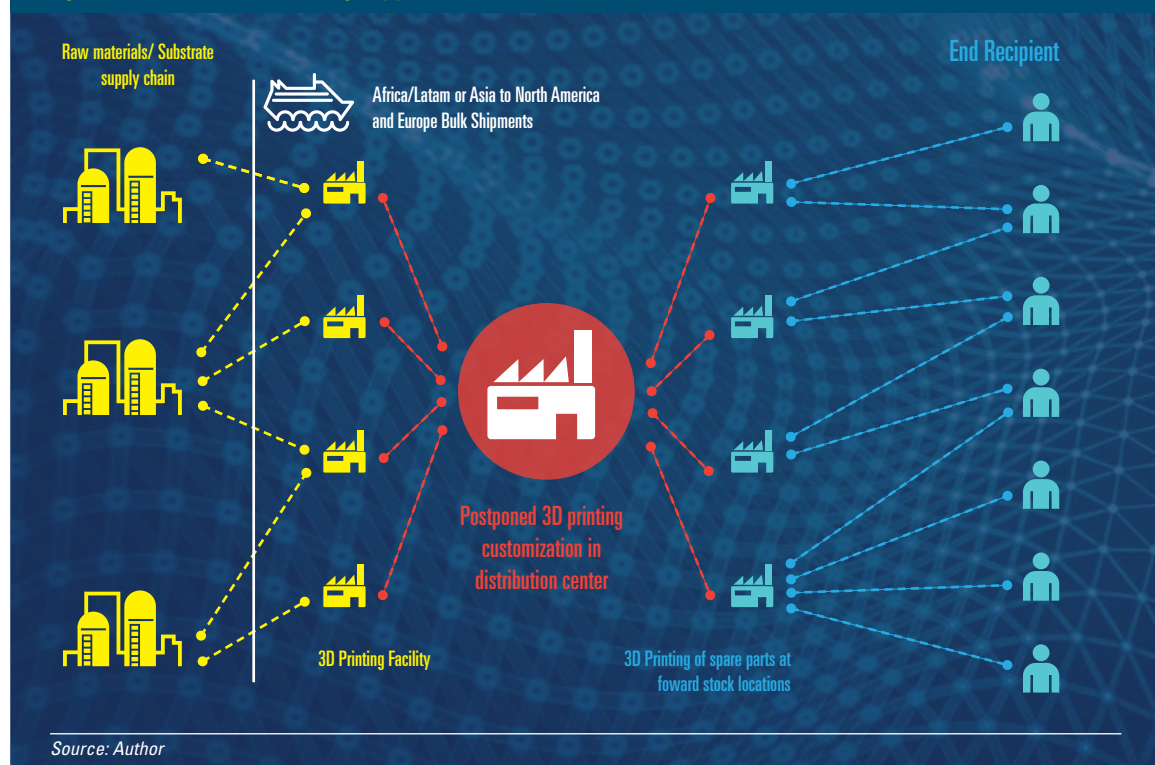 Raw materials/ Substrate
supply chain
Africa/Latam or Asia to North America
and Europe Bulk Shipments
End Recipient
Postponed 3D printing
customization in
distribution center
3D Printing Facility
3D Printing of spare parts at
foward stock locations
Source: Author